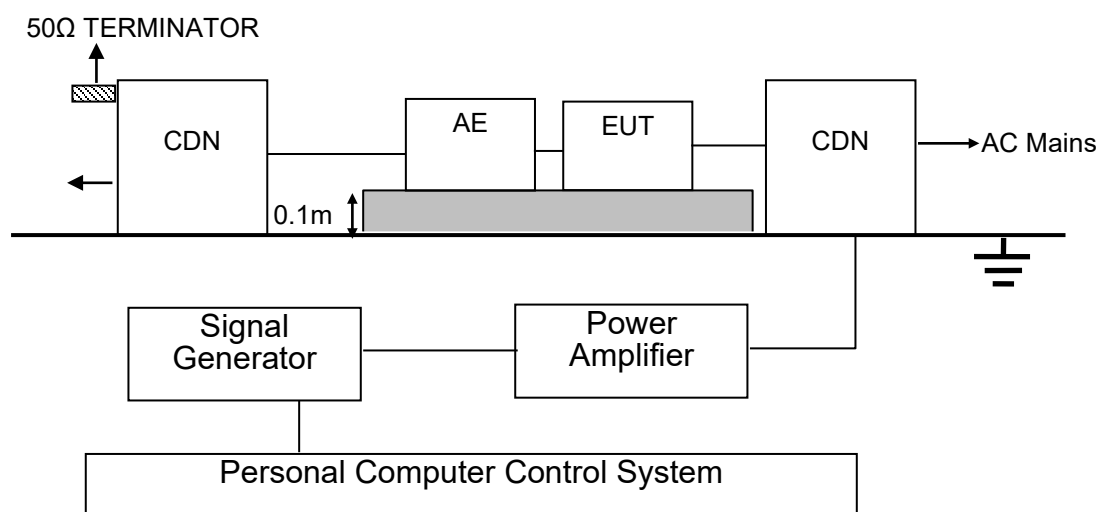 50Ω TERMINATOR
CDN
AE
EUT
CDN
AC Mains
0.1m
Signal
Generator
Power
Amplifier
Personal Computer Control System